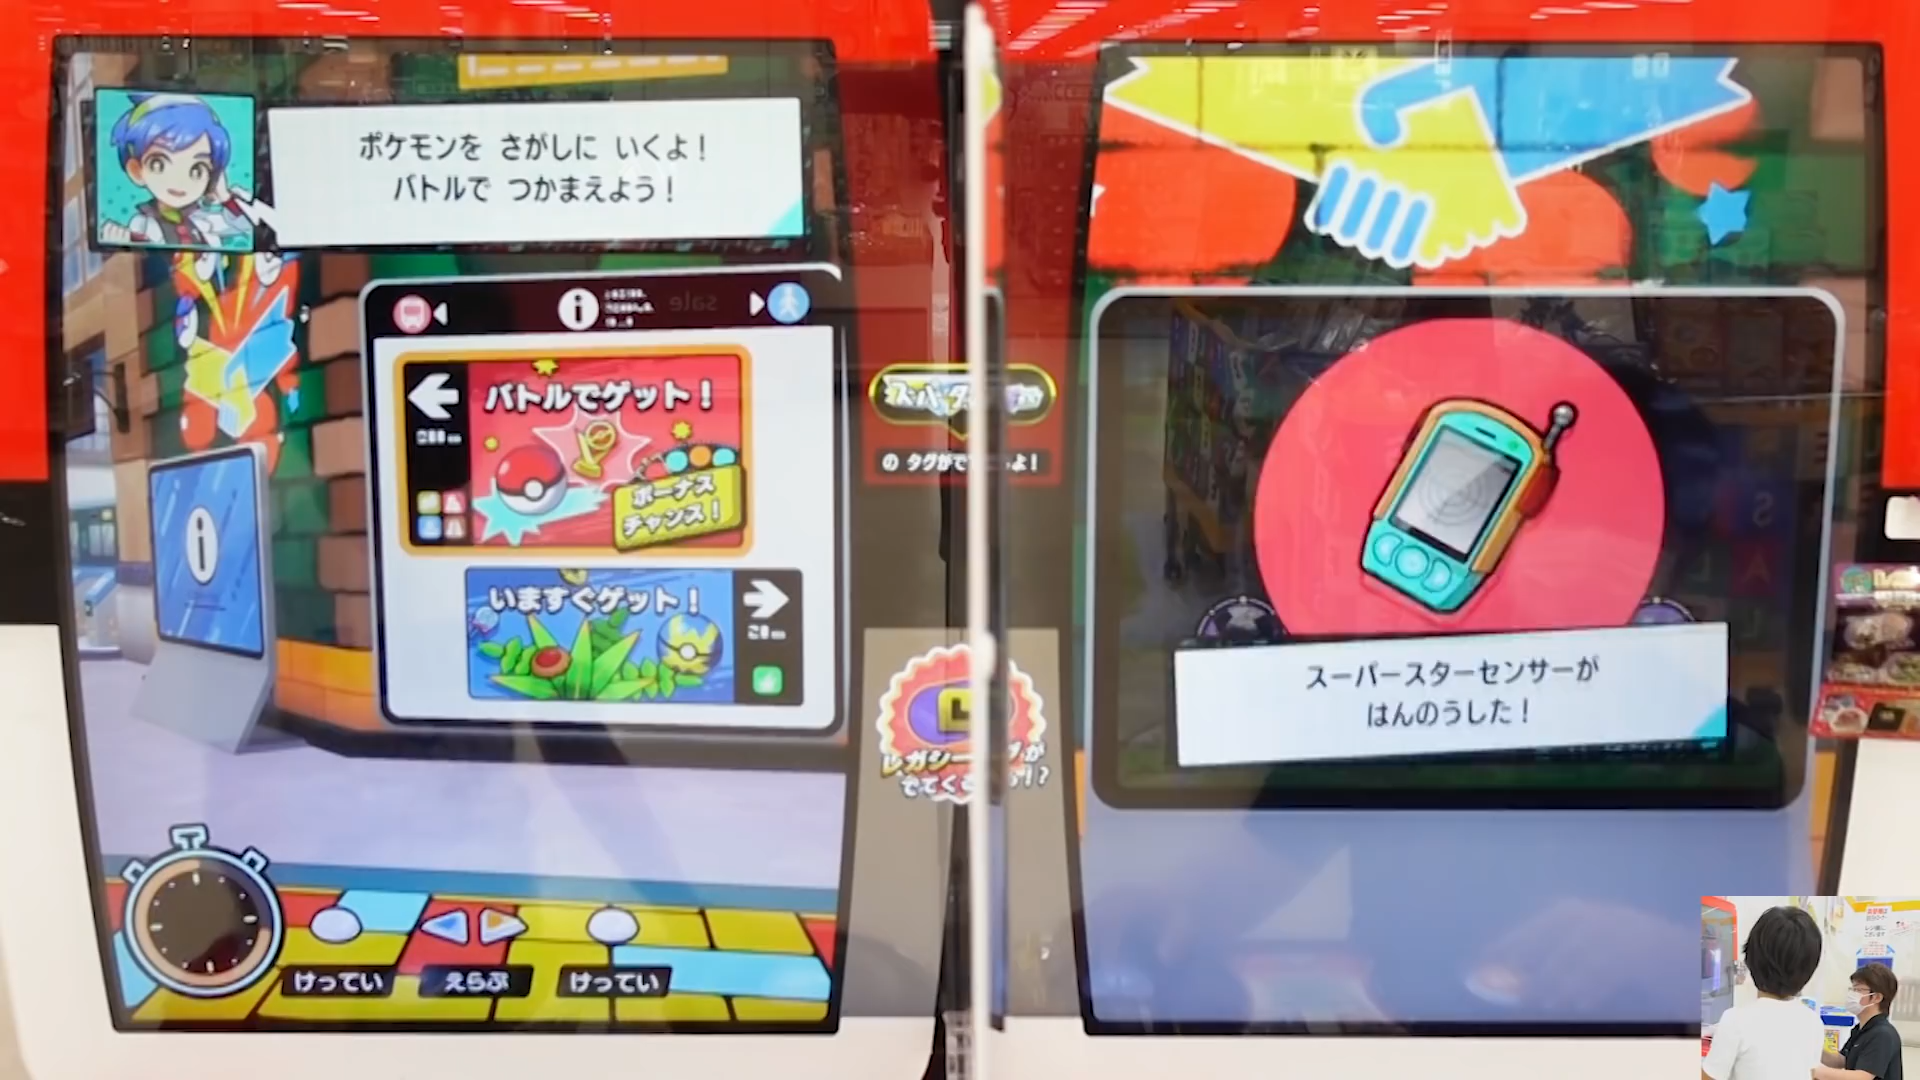 ポケモンを さがしに いくよ！
バトルで つかまえよう！
バトルでゲット！
ボーナス
チャンス！
いますぐゲット！
けってい
えらぶ
けってい
スーパースターセンサーが
はんのうした！